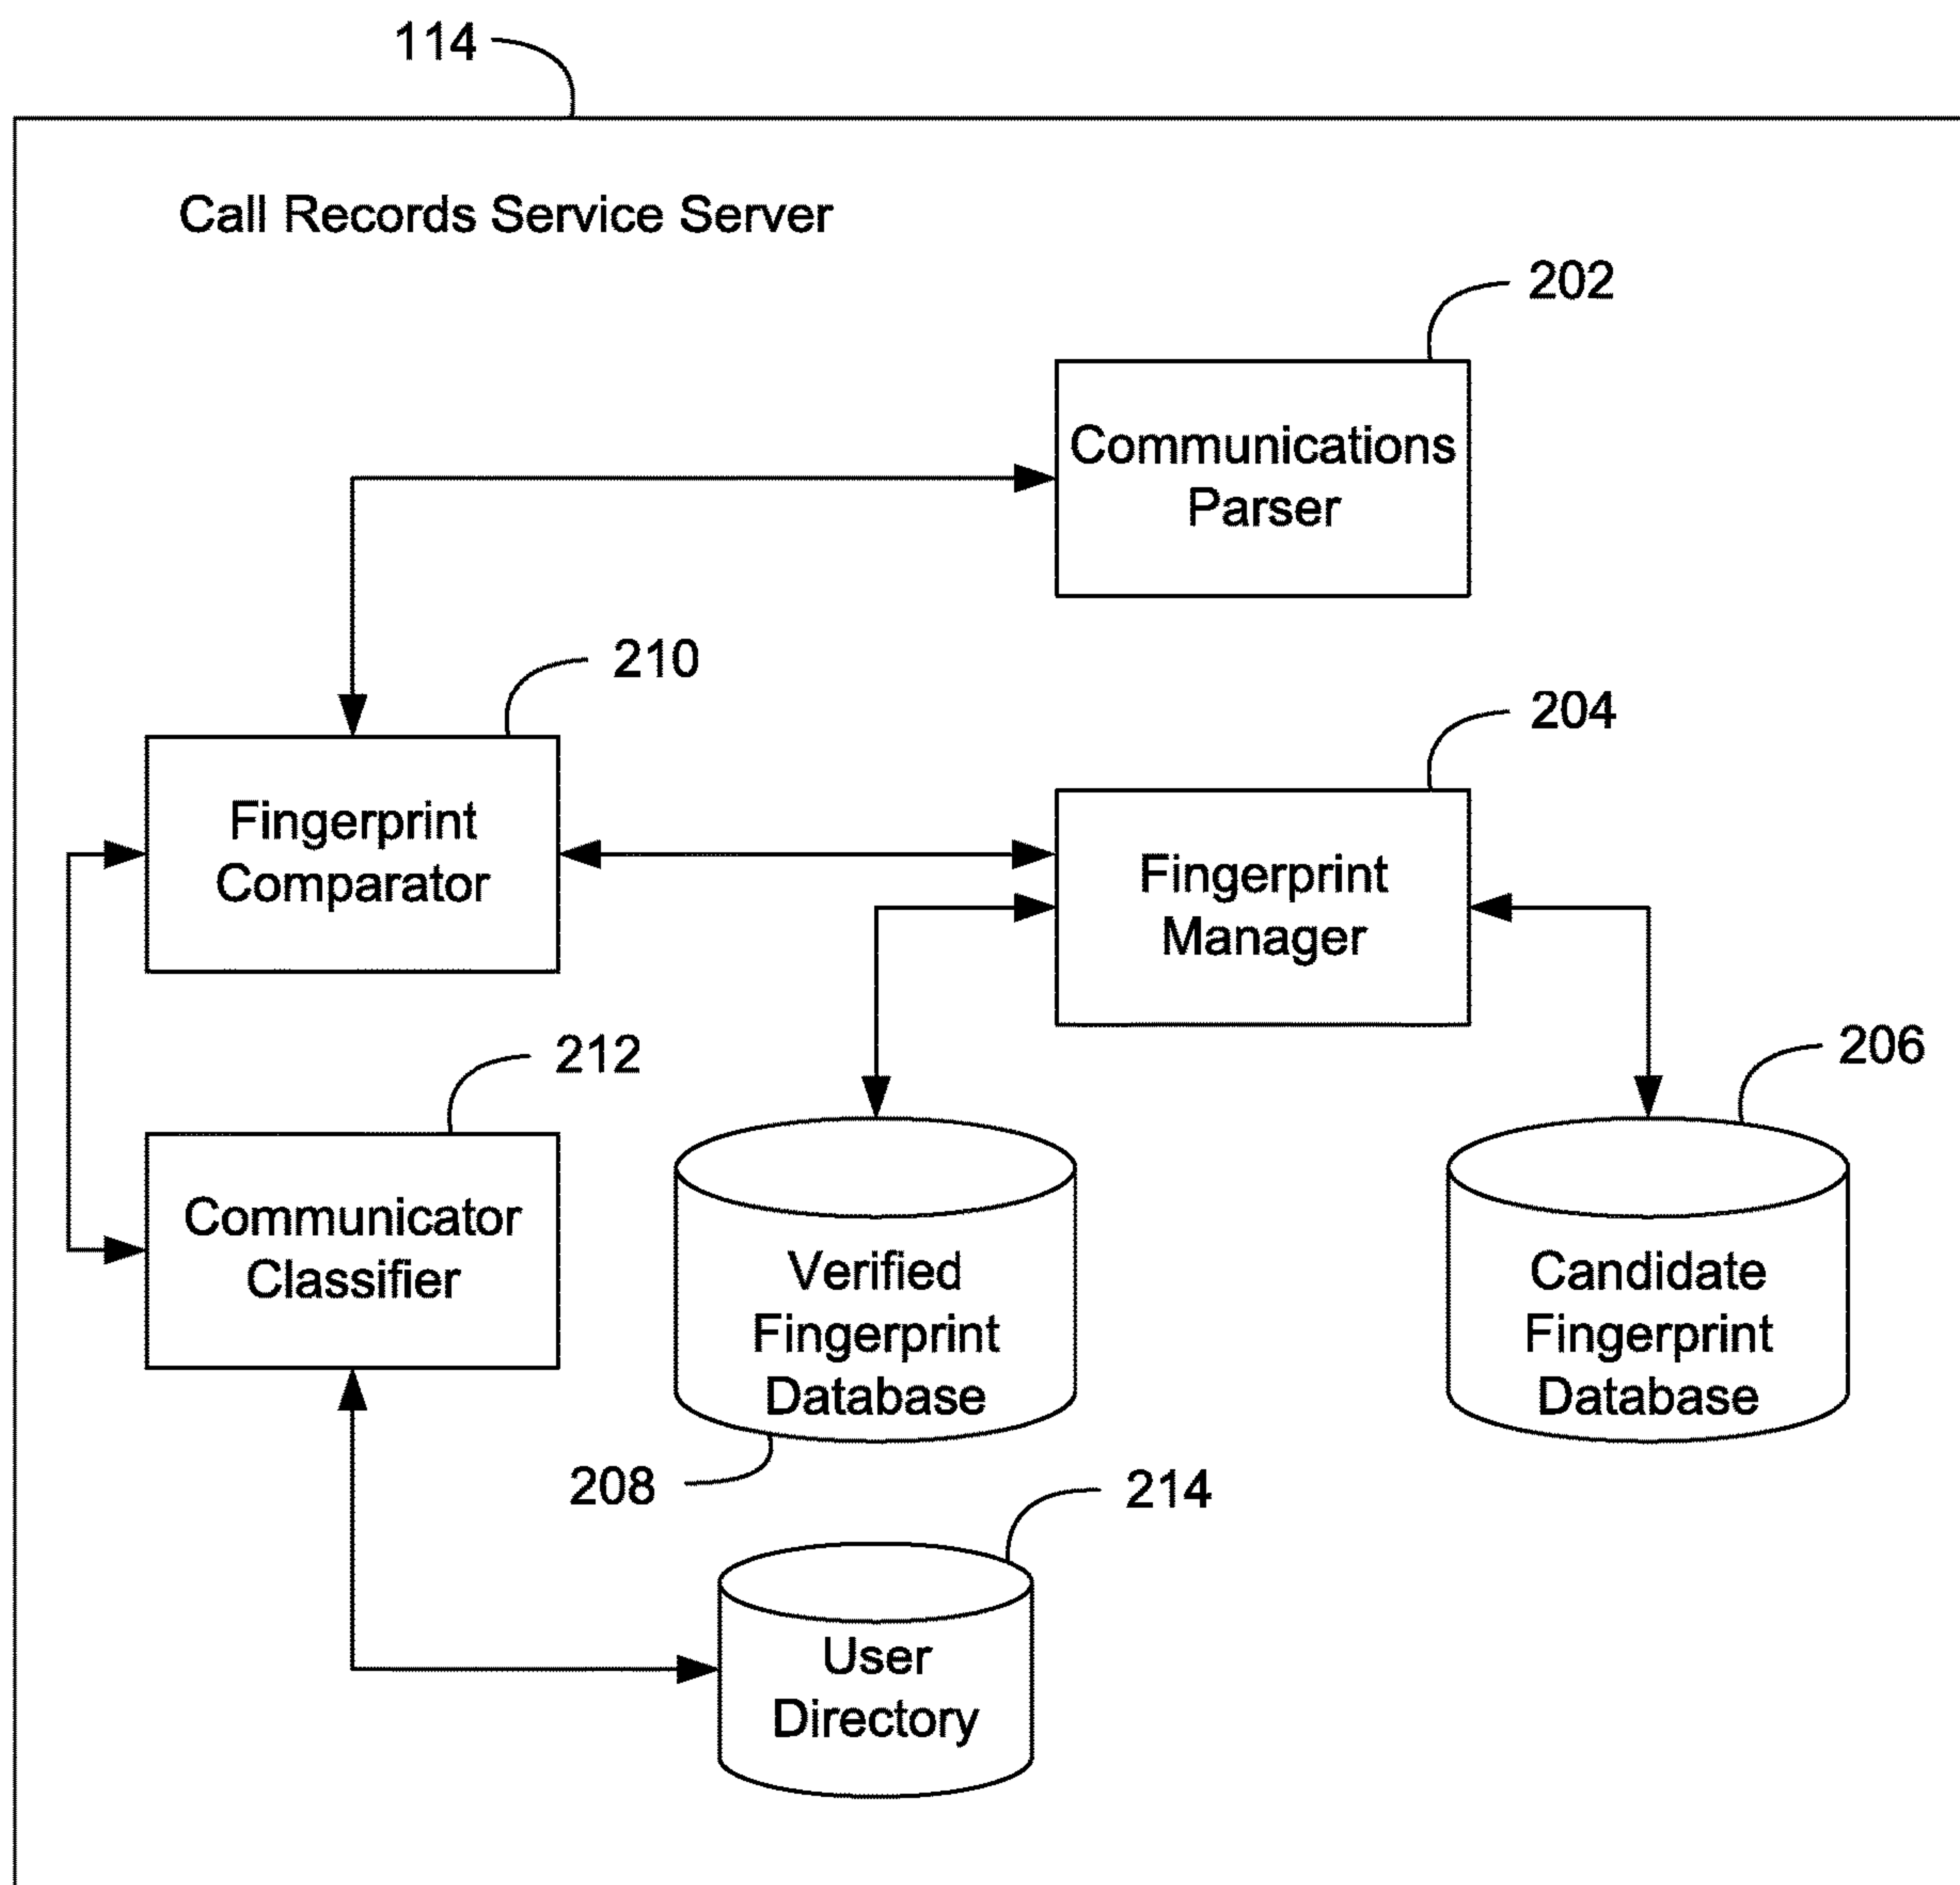 114
Call Records Service Server
202
Communications
Parser
210
204
Fingerprint
Comparator
Fingerprint
Manager
212
206
Communicator
Classifier
Verified
Fingerprint
Database
Candidate
Fingerprint
Database
208
214
User
Directory